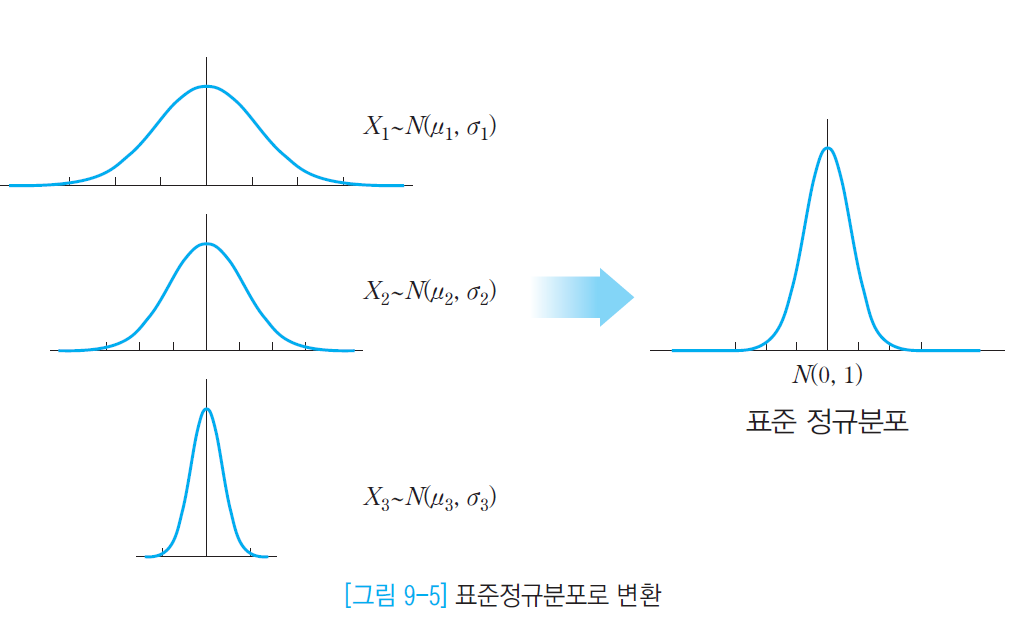 X₁~N(μ₁, σ₁)
X₂~N(μ₂, σ₂)
X₃~N(μ₃, σ₃)
N(0, 1)
표준 정규분포
[그림 9-5] 표준정규분포로 변환